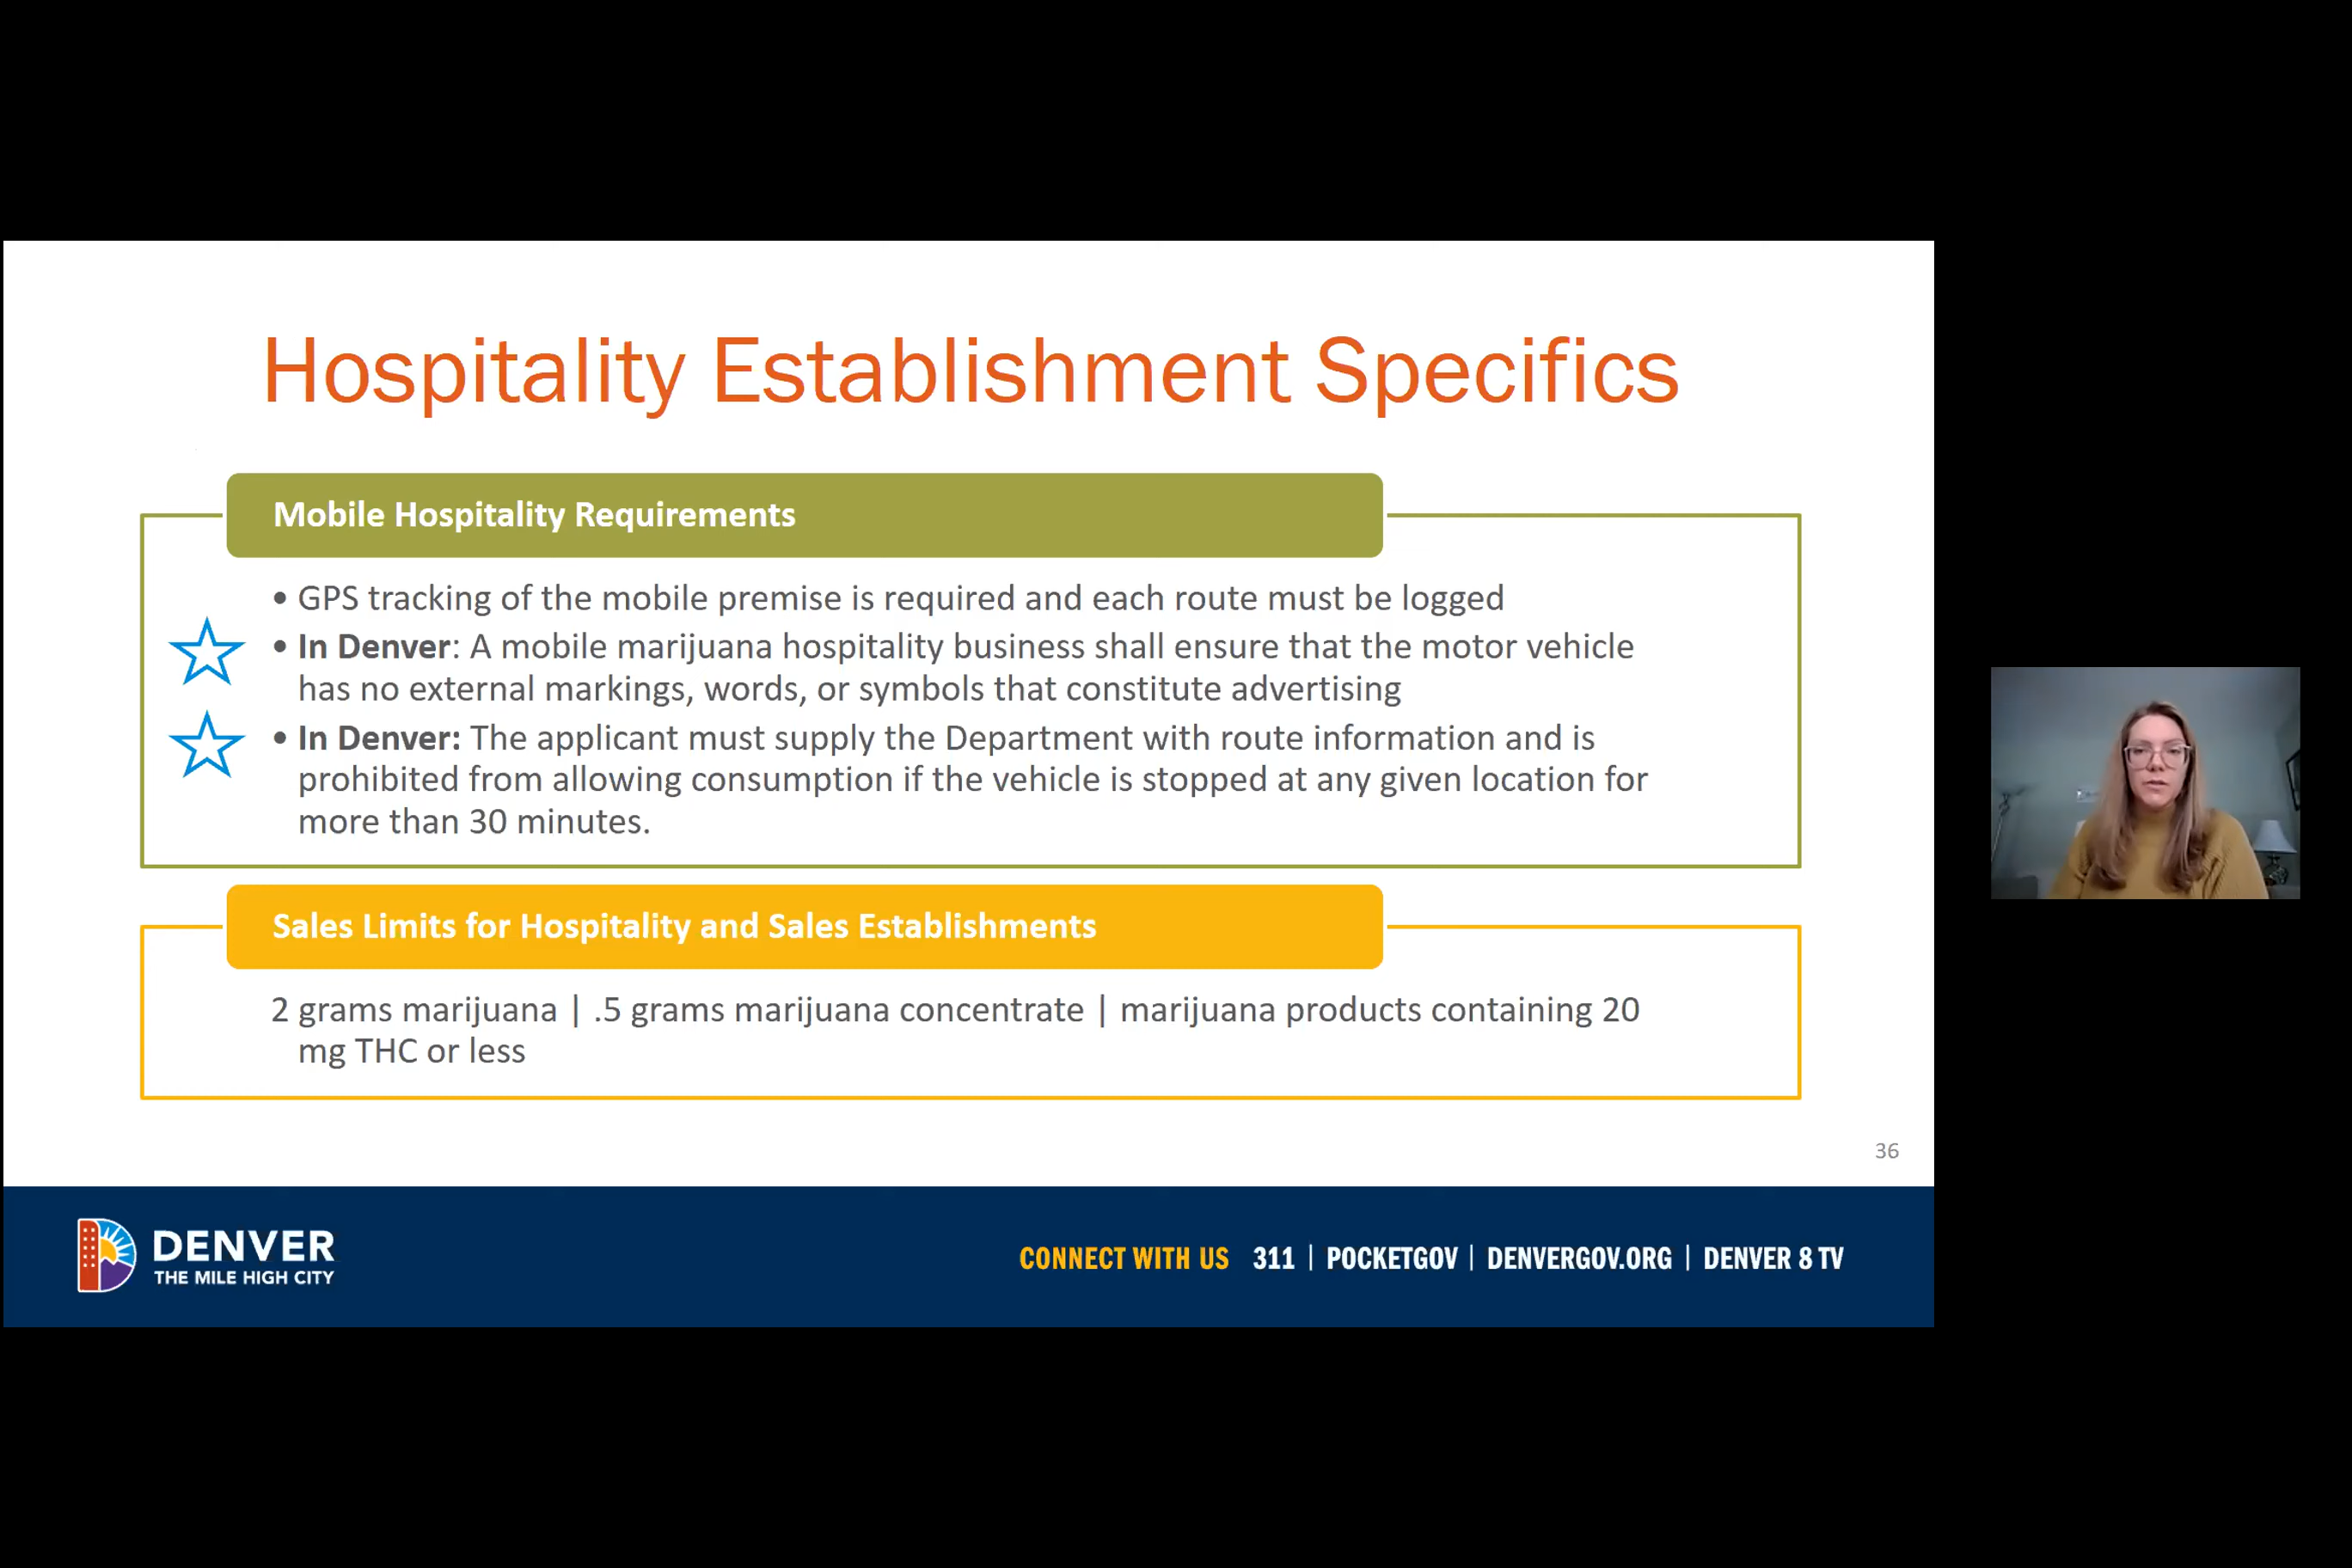 Hospitality Establishment Specifics
Mobile Hospitality Requirements
• GPS tracking of the mobile premise is required and each route must be logged
• In Denver: A mobile marijuana hospitality business shall ensure that the motor vehicle
has no external markings, words, or symbols that constitute advertising
• In Denver: The applicant must supply the Department with route information and is
prohibited from allowing consumption if the vehicle is stopped at any given location for
more than 30 minutes.
Sales Limits for Hospitality and Sales Establishments
2 grams marijuana | .5 grams marijuana concentrate | marijuana products containing 20
mg THC or less
36
DENVER
THE MILE HIGH CITY
CONNECT WITH US 311 | POCKETGOV | DENVERGOV.ORG | DENVER 8 TV